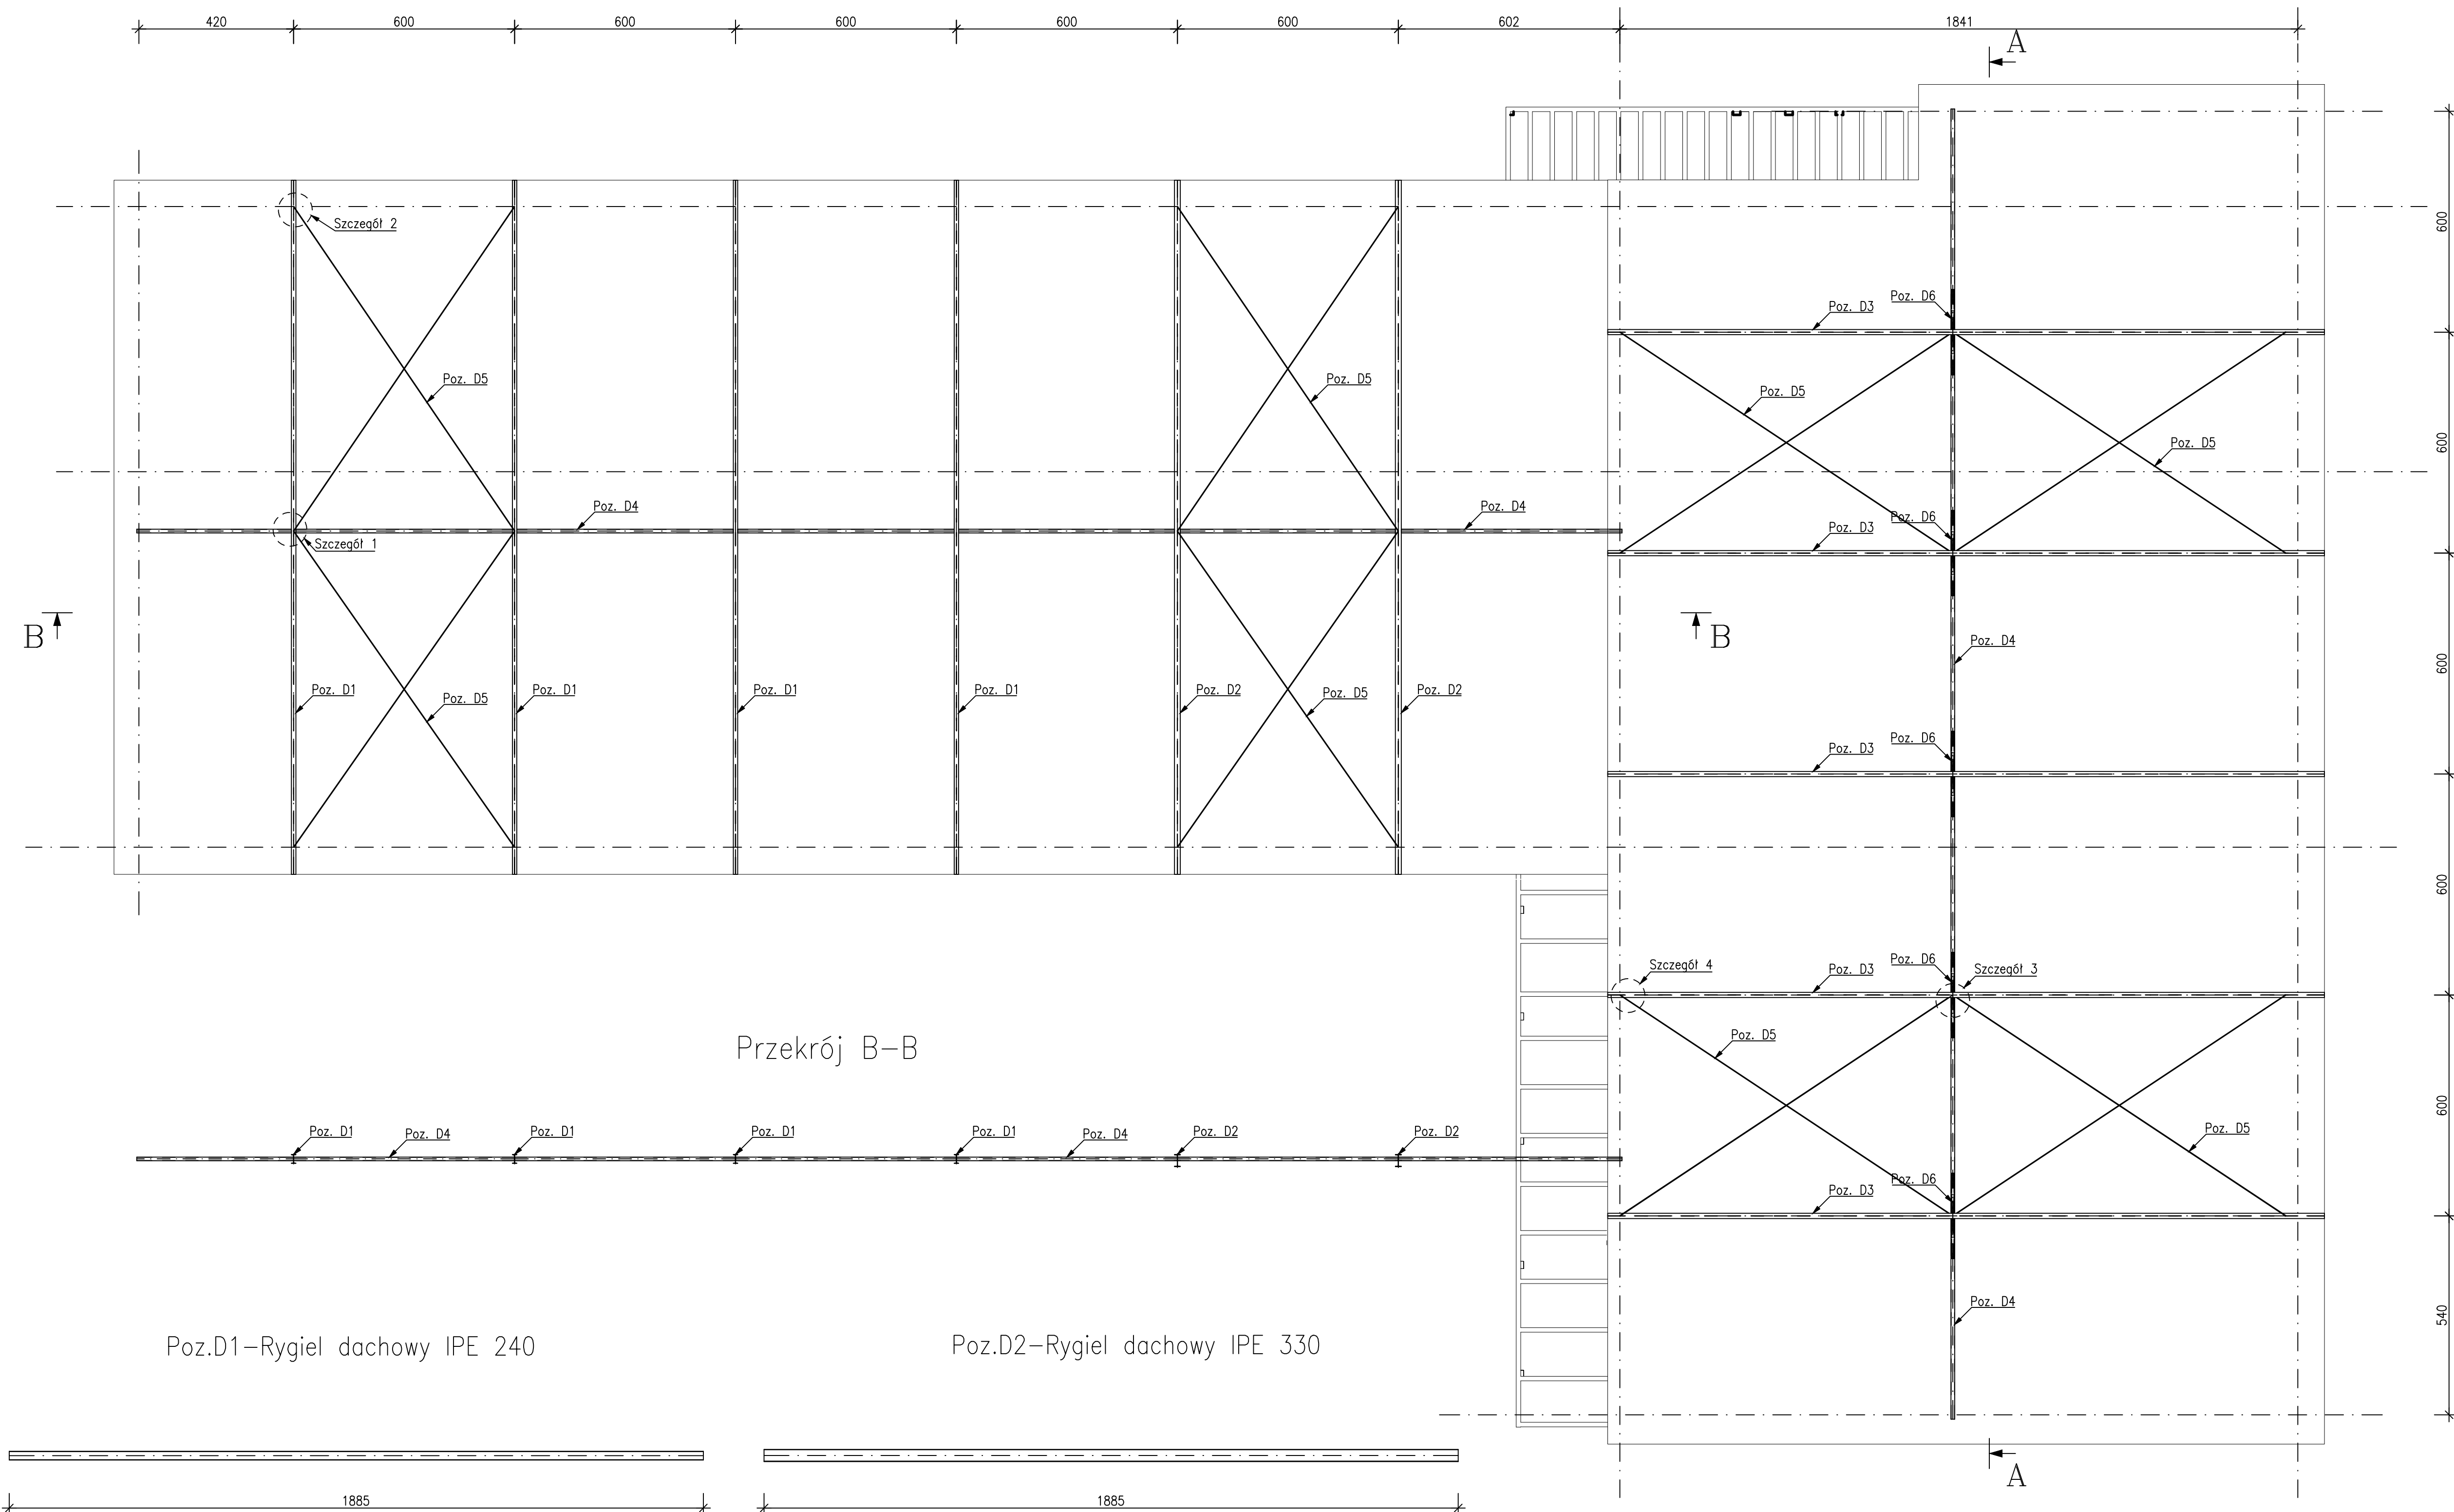 420 600 600 600 600 600 602 1841
A
600
Szczegół 2
Poz. D3 Poz. D6
Poz. D5 Poz. D5 Poz. D5
Poz. D5
600
Poz. D4 Poz. D4
Poz. D6
Szczegół 1
Poz. D3
B B
Poz. D4
600
Poz. D1 Poz. D5 Poz. D1 Poz. D1 Poz. D1 Poz. D2 Poz. D5 Poz. D2
Poz. D3 Poz. D6
600
Szczegół 4 Poz. D3 Poz. D6 Szczegół 3
Poz. D5
Przekrój B-B
600
Poz. D1 Poz. D4 Poz. D1 Poz. D1 Poz. D1 Poz. D4 Poz. D2 Poz. D2
Poz. D5
Poz. D3 Poz. D6
Poz. D4
540
Poz.D1-Rygiel dachowy IPE 240
Poz.D2-Rygiel dachowy IPE 330
A
1885 1885